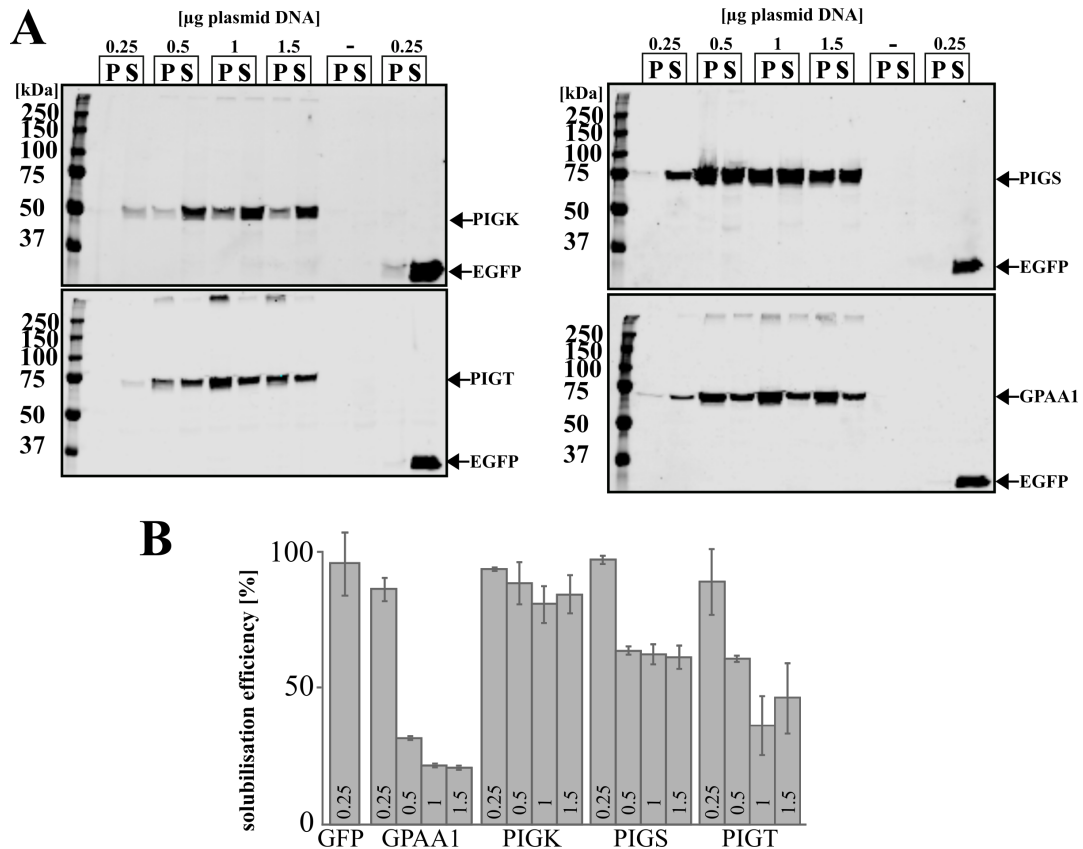 A
[µg plasmid DNA]
0.25 0.5 1 1.5 - 0.25
P S P S P S P S P S P S
[kDa]
250
150
100
75
50
37
PIGK
EGFP
250
150
100
75
50
37
PIGT
EGFP
[µg plasmid DNA]
0.25 0.5 1 1.5 - 0.25
P S P S P S P S P S P S
[kDa]
250
150
100
75
50
37
PIGS
EGFP
250
150
100
75
50
37
GPAA1
EGFP
B
solubilisation efficiency [%]
100
50
0
0.25 0.25 0.5 1 1.5 0.25 0.5 1 1.5 0.25 0.5 1 1.5 0.25 0.5 1 1.5
GFP GPAA1 PIGK PIGS PIGT